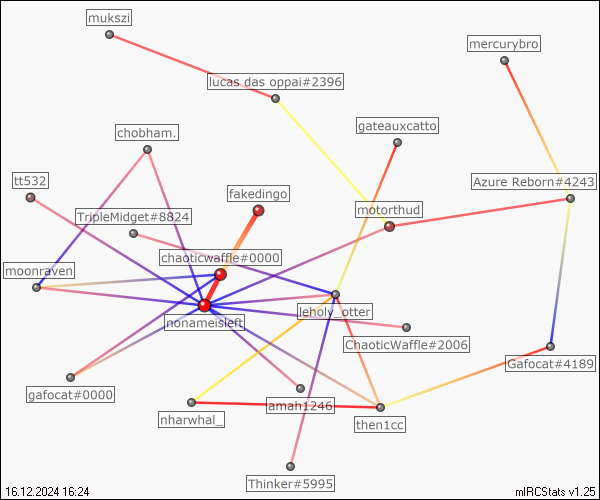 mukszi
mercurybro
lucas das oppai#2396
gateauxcatto
chobham.
tt532
Azure Reborn#4243
fakedingo
TripleMidget#8824
motorthud
chaoticwaffle#0000
moonraven
leholy_otter
nonameisleft
ChaoticWaffle#2006
Gafocat#4189
gafocat#0000
amah1246
nharwhal_
then1cc
Thinker#5995
16.12.2024 16:24
mIRCStats v1.25